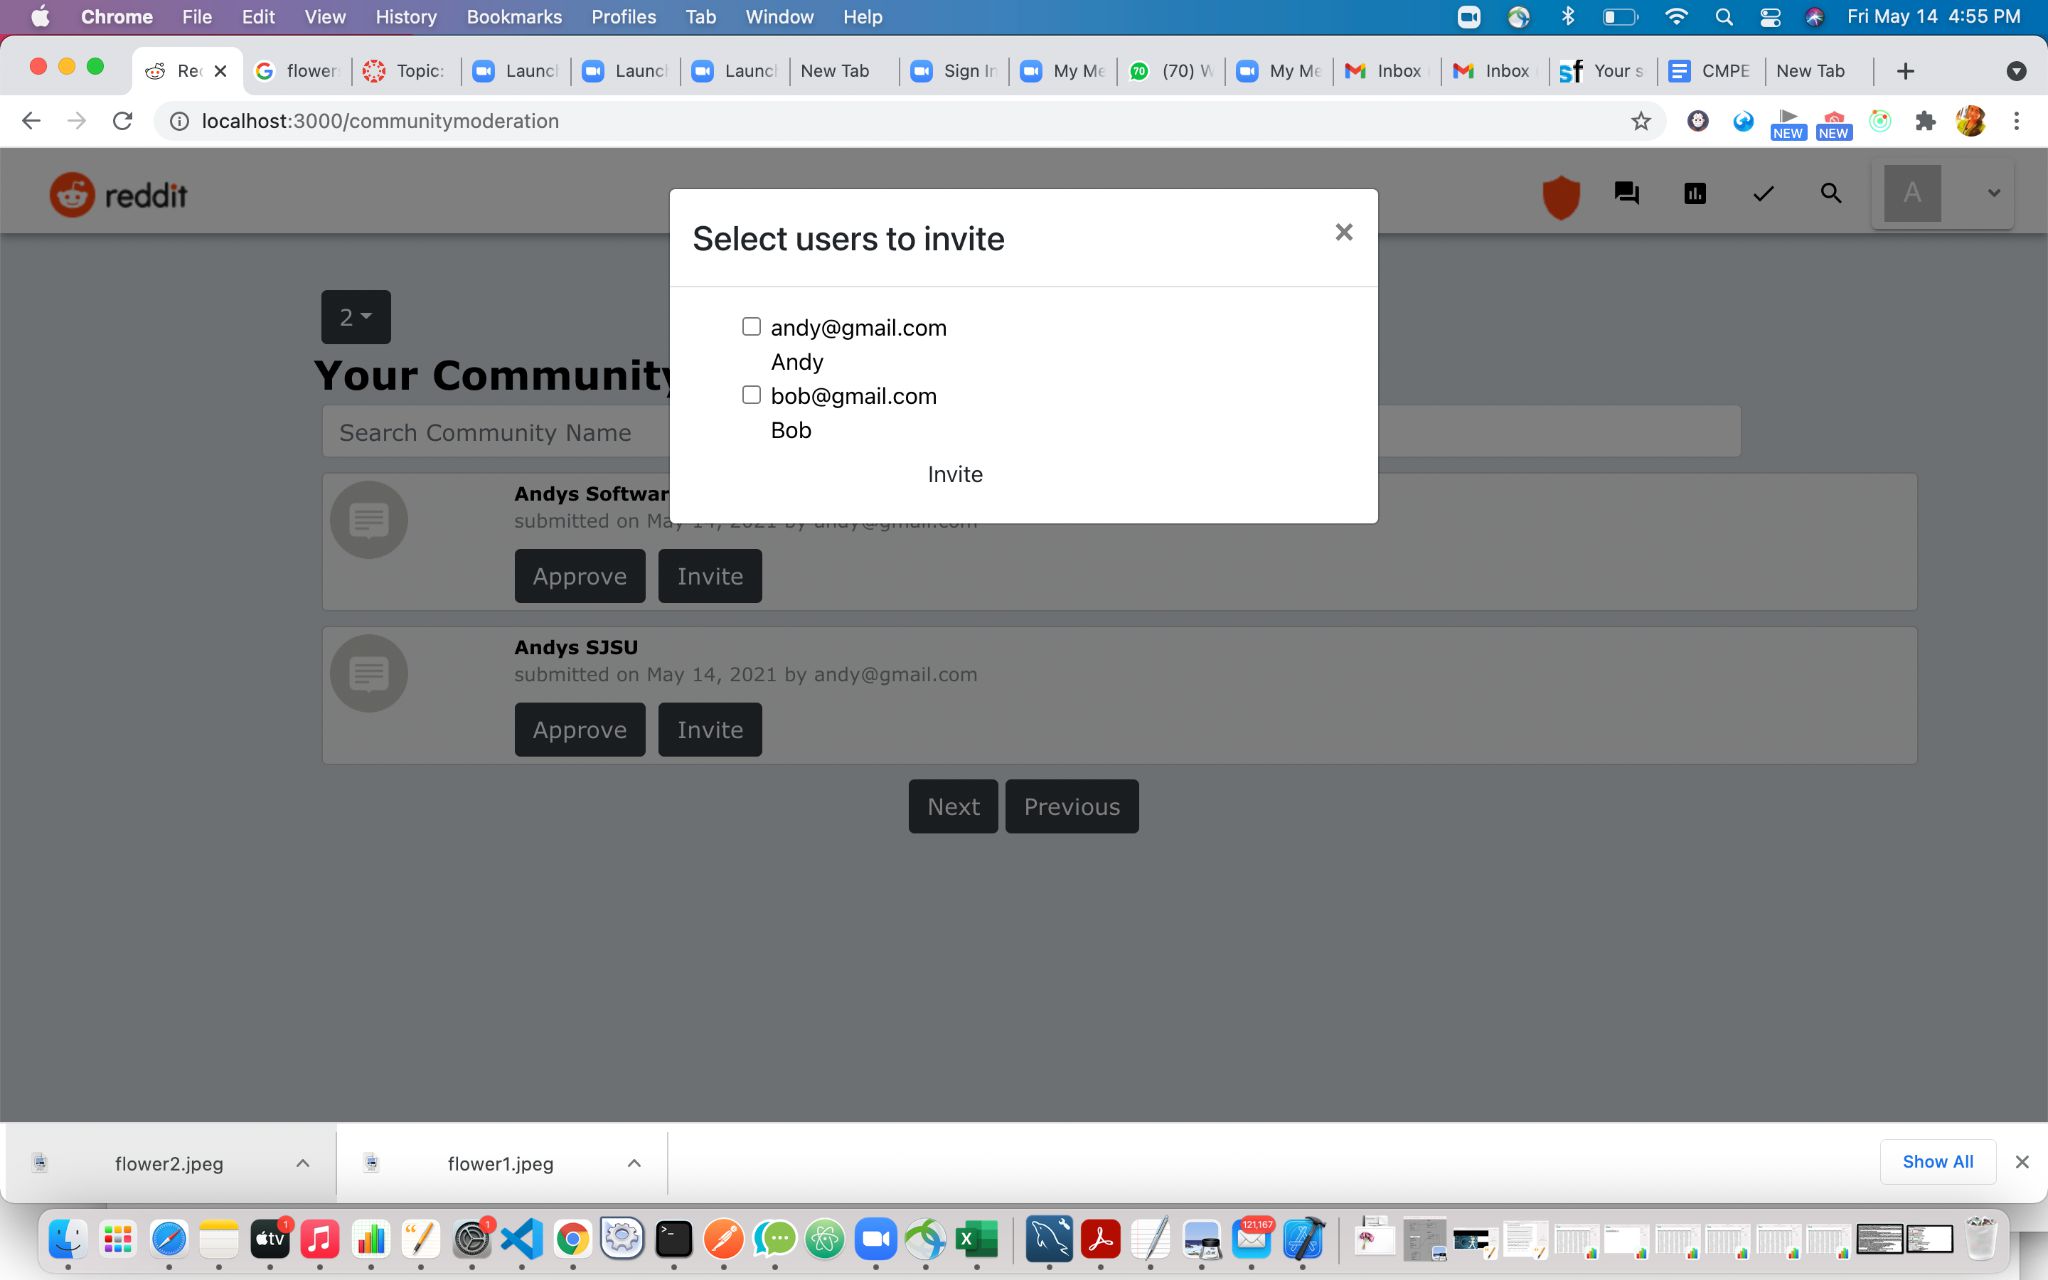 Chrome File Edit View History Bookmarks Profiles Tab Window Help Fri May 14 4:55 PM
Re flower Topic: Launc Launc Launc New Tab Sign In My Me 70 (70) W My Me Inbox Inbox sf Your s CMPE New Tab
localhost:3000/communitymoderation NEW NEW
reddit A
Select users to invite ×
2
andy@gmail.com
Andy
Your Community
bob@gmail.com
Bob
Search Community Name
Invite
Andys Softwar
submitted on May 14, 2021 by andy@gmail.com
Approve Invite
Andys SJSU
submitted on May 14, 2021 by andy@gmail.com
Approve Invite
Next Previous
flower2.jpeg flower1.jpeg Show All
tv 1 1 121,167